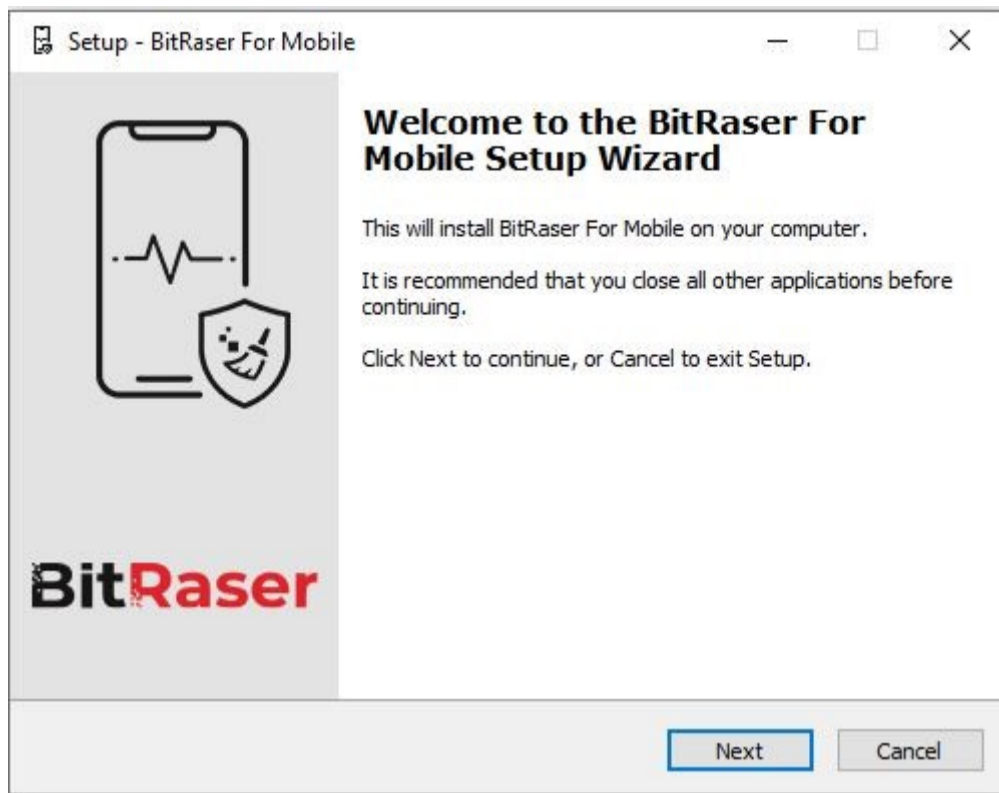 Setup - BitRaser For Mobile
Welcome to the BitRaser For
Mobile Setup Wizard
This will install BitRaser For Mobile on your computer.
It is recommended that you close all other applications before
continuing.
Click Next to continue, or Cancel to exit Setup.
BitRaser
Next
Cancel